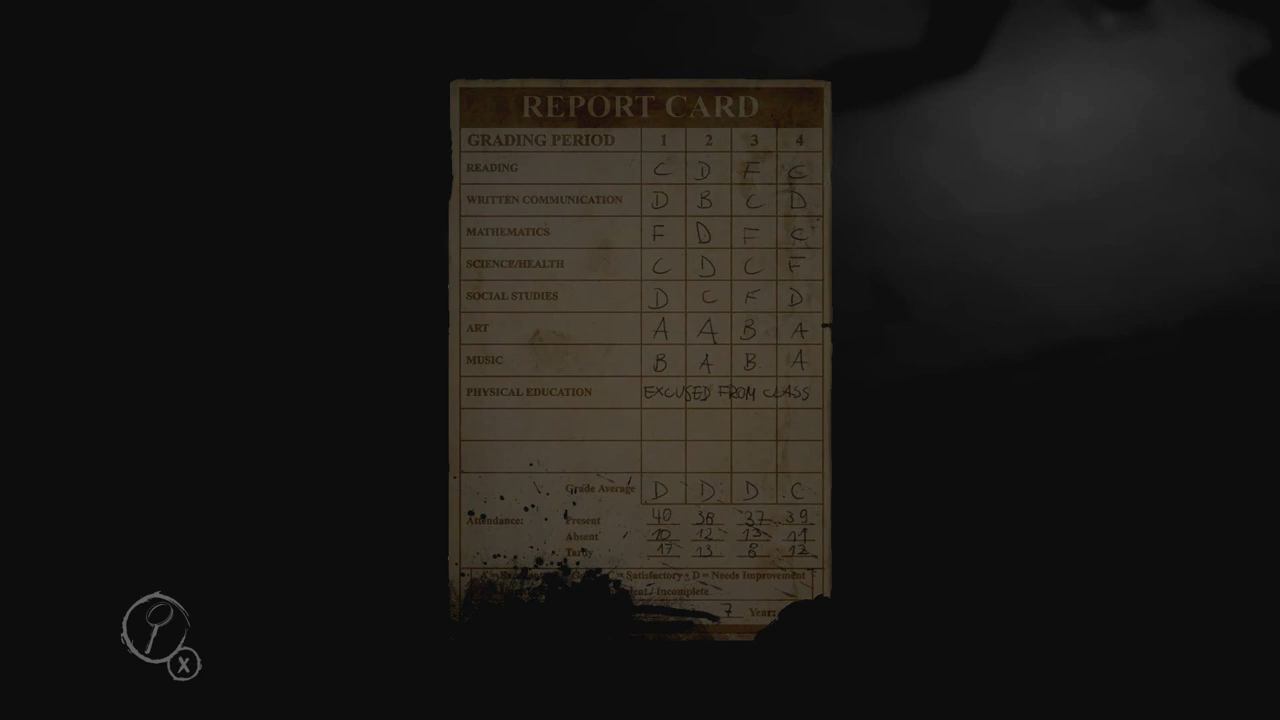 REPORT CARD
GRADING PERIOD 1 2 3 4
READING C D F C
WRITTEN COMMUNICATION D B C D
MATHEMATICS F D F C
SCIENCE/HEALTH C D C F
SOCIAL STUDIES D C F D
ART A A B A
MUSIC B A B A
PHYSICAL EDUCATION EXCUSED FROM CLASS
Grade Average D D D C
Attendance: Present 40 38 37 39
Absent 10 12 13 11
Tardy 17 13 8 12
= Satisfactory • D = Needs Improvement
/ Incomplete
7 Year:
X